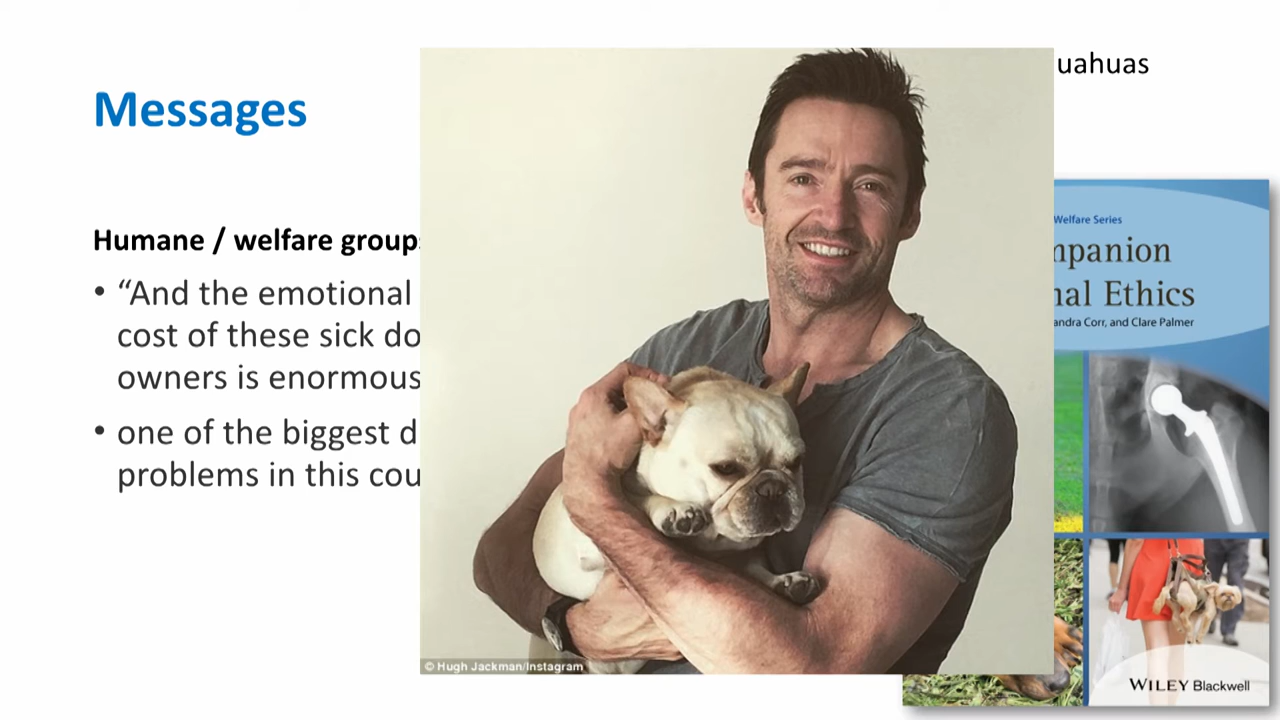 uahuas
Messages
Humane / welfare group
• “And the emotional
cost of these sick do
owners is enormous
• one of the biggest d
problems in this cou
Welfare Series
mpanion
nal Ethics
andra Corr, and Clare Palmer
WILEY Blackwell
© Hugh Jackman/Instagram